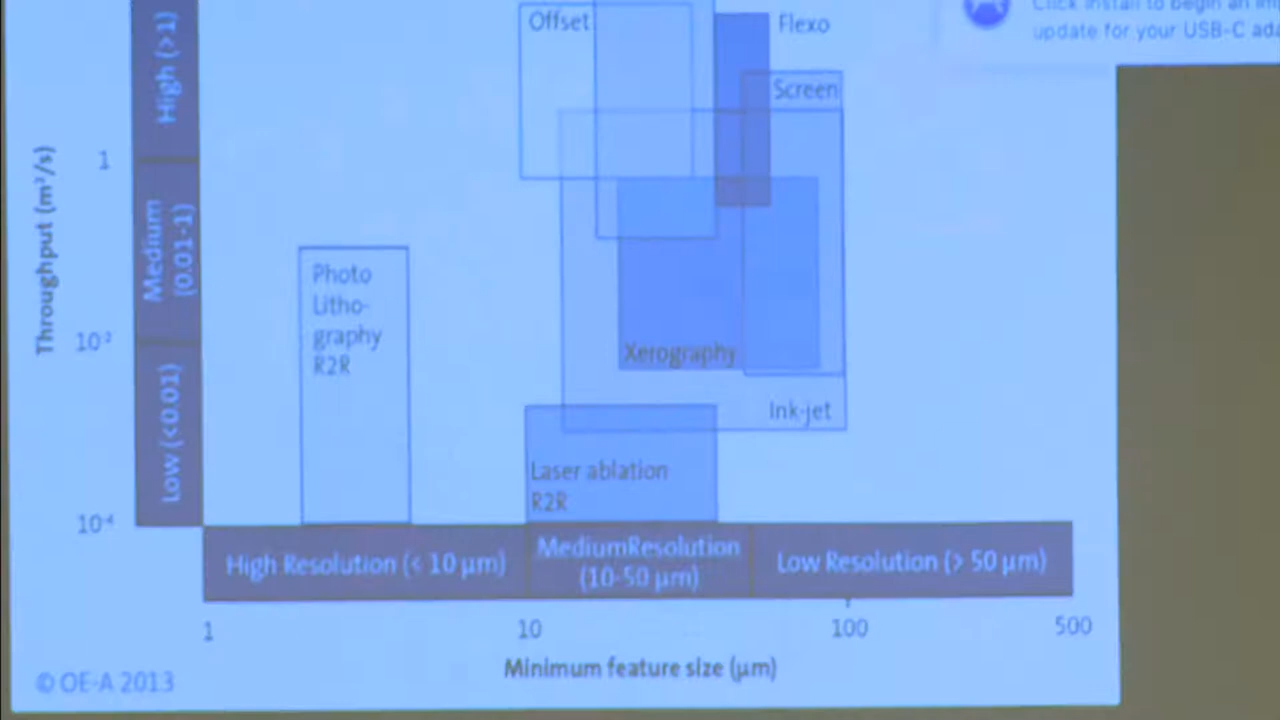 Click Install to begin an
update for your USB-C
Offset
Flexo
Screen
High (>1)
1
Throughput (m²/s)
Medium
(0.01-1)
Photo
Litho-
graphy
R2R
10-2
Xerography
Ink-jet
Low (<0.01)
Laser ablation
R2R
10-4
High Resolution (< 10 µm)
MediumResolution
(10-50 µm)
Low Resolution (> 50 µm)
1
10
100
500
Minimum feature size (µm)
© OE-A 2013